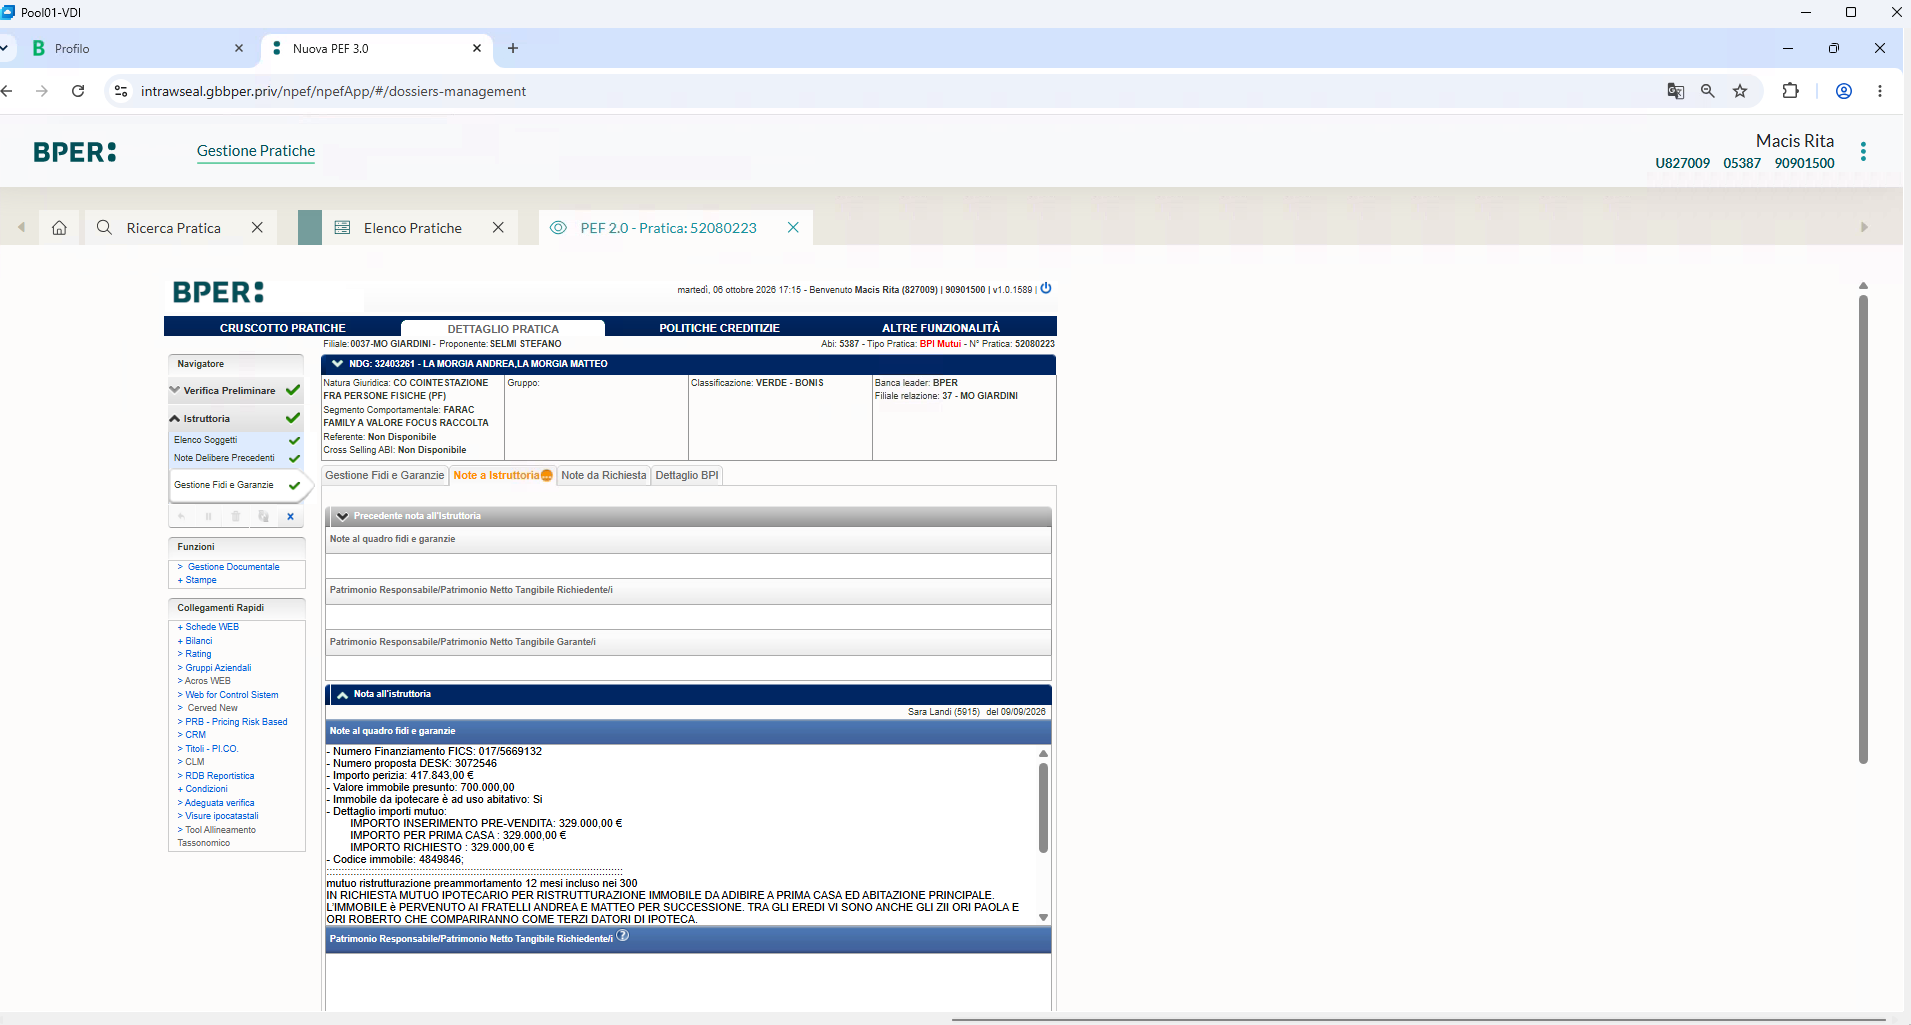 Pool01-VDI
Profilo
Nuova PEF 3.0
intrawseal.gbbper.priv/npef/npefApp/#/dossiers-management
BPER:
Gestione Pratiche
Macis Rita
U827009 05387 90901500
Ricerca Pratica
Elenco Pratiche
PEF 2.0 - Pratica: 52080223
BPER:
martedì, 06 ottobre 2026 17:15 - Benvenuto Macis Rita (827009) | 90901500 | v1.0.1589 |
CRUSCOTTO PRATICHE
DETTAGLIO PRATICA
POLITICHE CREDITIZIE
ALTRE FUNZIONALITÀ
Filiale: 0037-MO GIARDINI - Proponente: SELMI STEFANO
Abi: 5387 - Tipo Pratica: BPI Mutui - N° Pratica: 52080223
Navigatore
Verifica Preliminare
Istruttoria
Elenco Soggetti
Note Delibere Precedenti
Gestione Fidi e Garanzie
Funzioni
> Gestione Documentale
+ Stampe
Collegamenti Rapidi
+ Schede WEB
+ Bilanci
> Rating
> Gruppi Aziendali
> Acros WEB
> Web for Control Sistem
> Cerved New
> PRB - Pricing Risk Based
> CRM
> Titoli - PI.CO.
> CLM
> RDB Reportistica
+ Condizioni
> Adeguata verifica
> Visure ipocatastali
> Tool Allineamento
Tassonomico
NDG: 32403261 - LA MORGIA ANDREA,LA MORGIA MATTEO
Natura Giuridica: CO COINTESTAZIONE
FRA PERSONE FISICHE (PF)
Segmento Comportamentale: FARAC
FAMILY A VALORE FOCUS RACCOLTA
Referente: Non Disponibile
Cross Selling ABI: Non Disponibile
Gruppo:
Classificazione: VERDE - BONIS
Banca leader: BPER
Filiale relazione: 37 - MO GIARDINI
Gestione Fidi e Garanzie
Note a Istruttoria
Note da Richiesta
Dettaglio BPI
Precedente nota all'Istruttoria
Note al quadro fidi e garanzie
Patrimonio Responsabile/Patrimonio Netto Tangibile Richiedente/i
Patrimonio Responsabile/Patrimonio Netto Tangibile Garante/i
Nota all'istruttoria
Sara Landi (5915) del 09/09/2026
Note al quadro fidi e garanzie
- Numero Finanziamento FICS: 017/5669132
- Numero proposta DESK: 3072546
- Importo perizia: 417.843,00 €
- Valore immobile presunto: 700.000,00
- Immobile da ipotecare è ad uso abitativo: Si
- Dettaglio importi mutuo:
IMPORTO INSERIMENTO PRE-VENDITA: 329.000,00 €
IMPORTO PER PRIMA CASA : 329.000,00 €
IMPORTO RICHIESTO : 329.000,00 €
- Codice immobile: 4849846;
mutuo ristrutturazione preammortamento 12 mesi incluso nei 300
IN RICHIESTA MUTUO IPOTECARIO PER RISTRUTTURAZIONE IMMOBILE DA ADIBIRE A PRIMA CASA ED ABITAZIONE PRINCIPALE.
L'IMMOBILE è PERVENUTO AI FRATELLI ANDREA E MATTEO PER SUCCESSIONE. TRA GLI EREDI VI SONO ANCHE GLI ZII ORI PAOLA E
ORI ROBERTO CHE COMPARIRANNO COME TERZI DATORI DI IPOTECA.
Patrimonio Responsabile/Patrimonio Netto Tangibile Richiedente/i